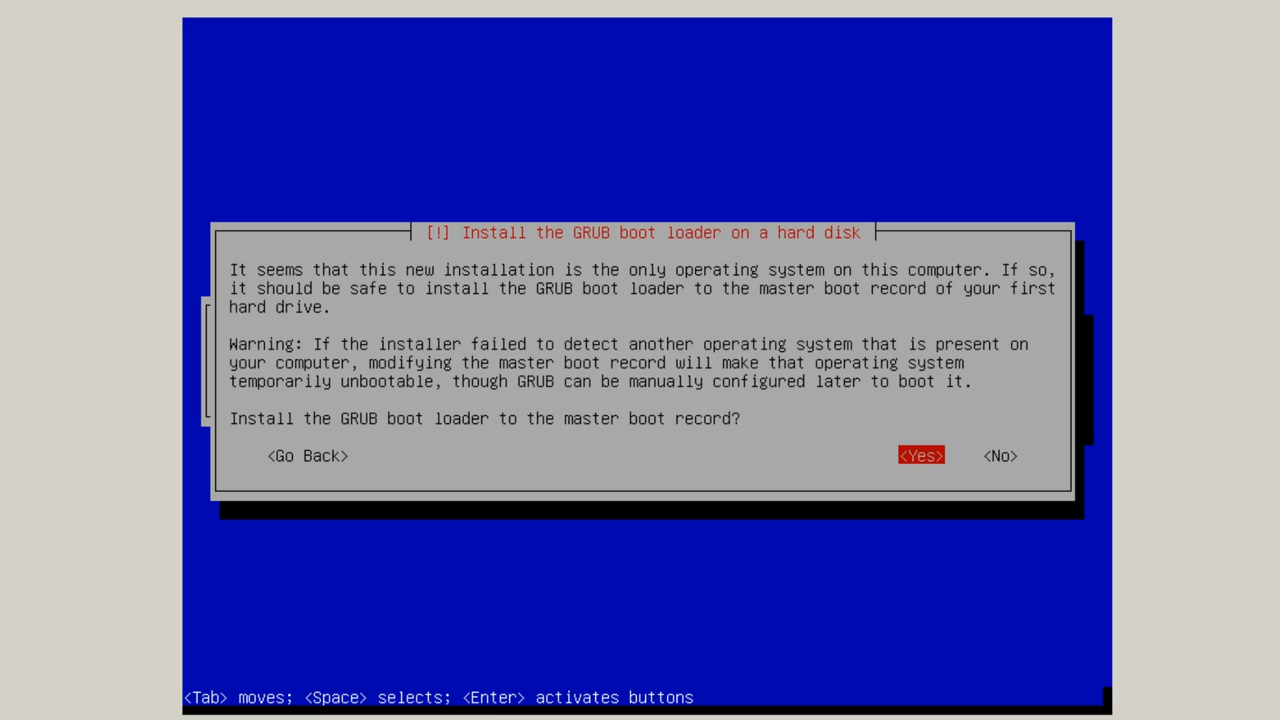 [!] Install the GRUB boot loader on a hard disk
It seems that this new installation is the only operating system on this computer. If so,
it should be safe to install the GRUB boot loader to the master boot record of your first
hard drive.
Warning: If the installer failed to detect another operating system that is present on
your computer, modifying the master boot record will make that operating system
temporarily unbootable, though GRUB can be manually configured later to boot it.
Install the GRUB boot loader to the master boot record?
<Go Back> <Yes> <No>
<Tab> moves; <Space> selects; <Enter> activates buttons